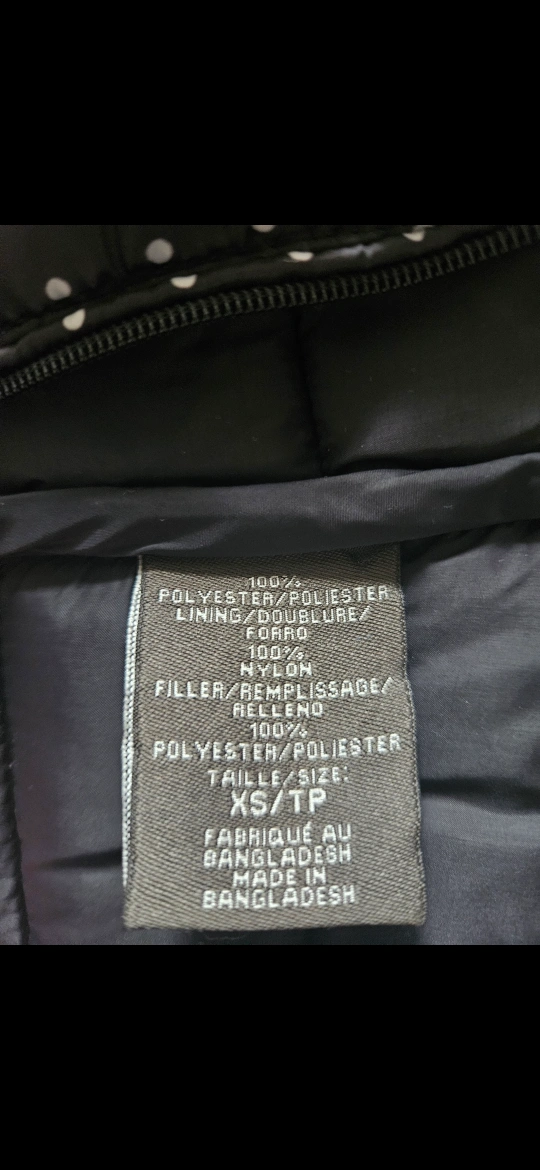 100%
POLYESTER/POLIESTER
LINING/DOUBLURE/
FORRO
100%
NYLON
FILLER/REMPLISSAGE/
RELLENO
100%
POLYESTER/POLIESTER
TAILLE/SIZE:
XS/TP
FABRIQUÉ AU
BANGLADESH
MADE IN
BANGLADESH